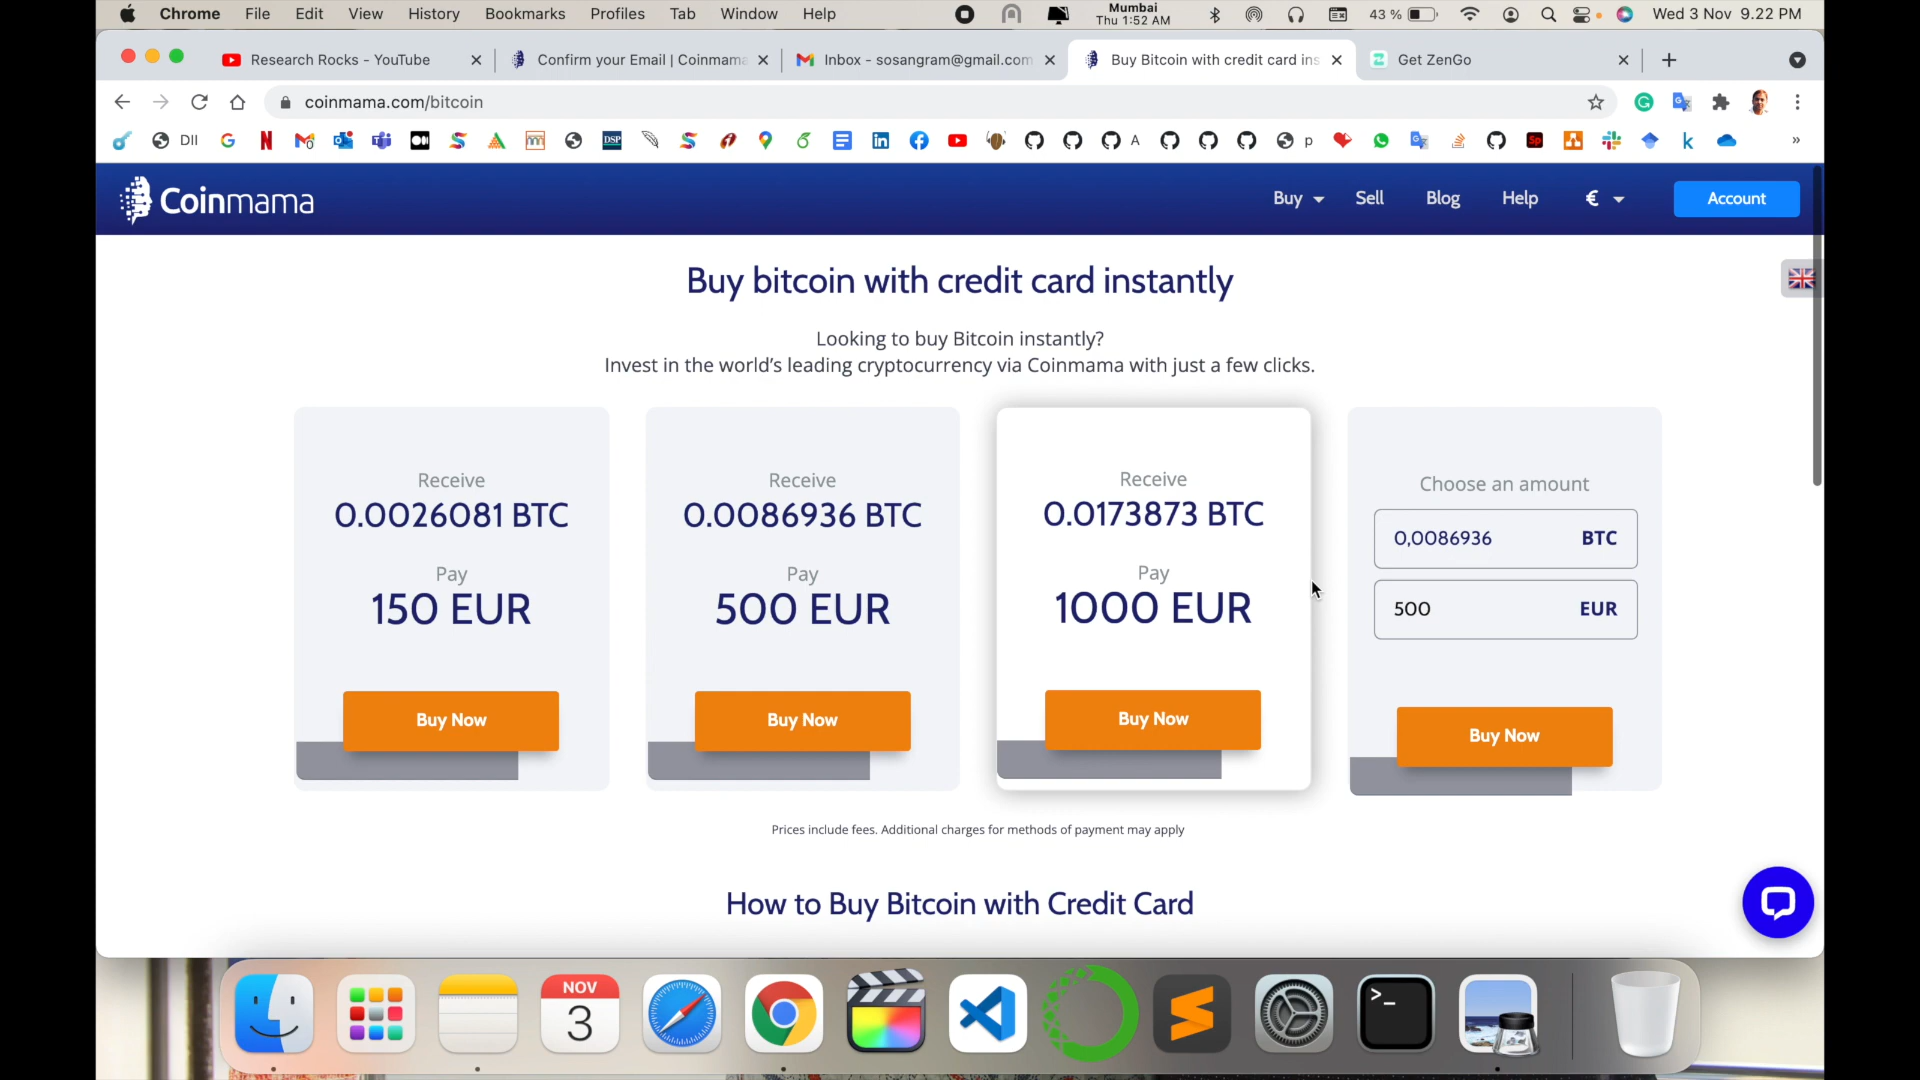 Chrome File Edit View History Bookmarks Profiles Tab Window Help
Mumbai
Thu 1:52 AM
43 %
Wed 3 Nov 9.22 PM
Research Rocks - YouTube
Confirm your Email | Coinmama
Inbox - sosangram@gmail.com
Buy Bitcoin with credit card ins
Get ZenGo
coinmama.com/bitcoin
DII
DSP
A
p
Sp
k
»
Coinmama
Buy
Sell
Blog
Help
€
Account
Buy bitcoin with credit card instantly
Looking to buy Bitcoin instantly?
Invest in the world's leading cryptocurrency via Coinmama with just a few clicks.
Receive
0.0026081 BTC
Pay
150 EUR
Buy Now
Receive
0.0086936 BTC
Pay
500 EUR
Buy Now
Receive
0.0173873 BTC
Pay
1000 EUR
Buy Now
Choose an amount
0,0086936 BTC
500 EUR
Buy Now
Prices include fees. Additional charges for methods of payment may apply
How to Buy Bitcoin with Credit Card
NOV
3